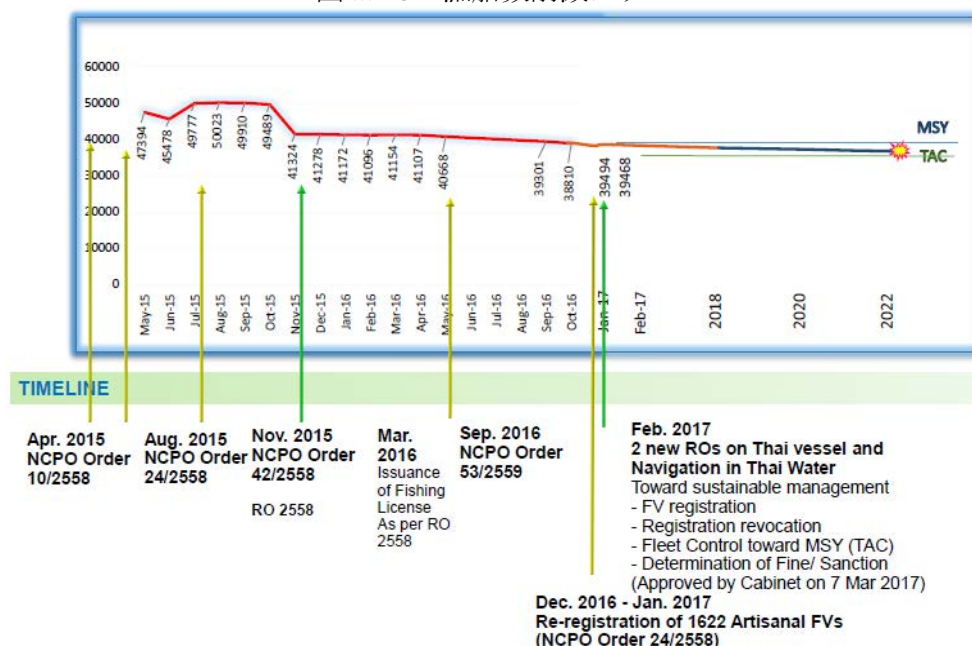 60000
50000
40000
30000
20000
10000
0
47394
45478
49777
50023
49910
49489
41324
41278
41172
41096
41154
41107
40668
39301
38810
39494
39468
MSY
TAC
May-15
Jun-15
Jul-15
Aug-15
Sep-15
Oct-15
Nov-15
Dec-15
Jan-16
Feb-16
Mar-16
Apr-16
May-16
Jun-16
Jul-16
Aug-16
Sep-16
Oct-16
Jan-17
Feb-17
2018
2020
2022
TIMELINE
Apr. 2015
NCPO Order
10/2558
Aug. 2015
NCPO Order
24/2558
Nov. 2015
NCPO Order
42/2558
RO 2558
Mar.
2016
Issuance
of Fishing
License
As per RO
2558
Sep. 2016
NCPO Order
53/2559
Feb. 2017
2 new ROs on Thai vessel and
Navigation in Thai Water
Toward sustainable management
- FV registration
- Registration revocation
- Fleet Control toward MSY (TAC)
- Determination of Fine/ Sanction
(Approved by Cabinet on 7 Mar 2017)
Dec. 2016 - Jan. 2017
Re-registration of 1622 Artisanal FVs
(NCPO Order 24/2558)